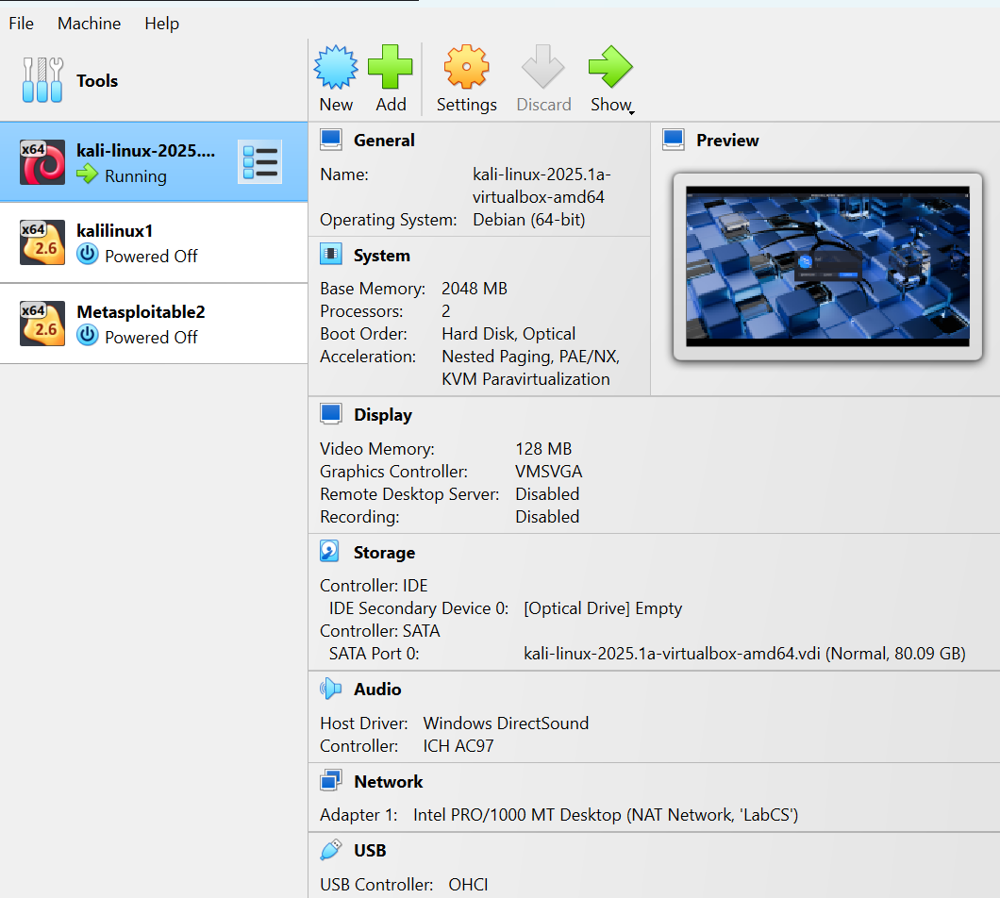 File Machine Help
Tools
New Add Settings Discard Show
x64 kali-linux-2025....
Running
x64 2.6 kalilinux1
Powered Off
x64 2.6 Metasploitable2
Powered Off
General
Name: kali-linux-2025.1a-
virtualbox-amd64
Operating System: Debian (64-bit)
Preview
System
Base Memory: 2048 MB
Processors: 2
Boot Order: Hard Disk, Optical
Acceleration: Nested Paging, PAE/NX,
KVM Paravirtualization
Display
Video Memory: 128 MB
Graphics Controller: VMSVGA
Remote Desktop Server: Disabled
Recording: Disabled
Storage
Controller: IDE
IDE Secondary Device 0: [Optical Drive] Empty
Controller: SATA
SATA Port 0: kali-linux-2025.1a-virtualbox-amd64.vdi (Normal, 80.09 GB)
Audio
Host Driver: Windows DirectSound
Controller: ICH AC97
Network
Adapter 1: Intel PRO/1000 MT Desktop (NAT Network, 'LabCS')
USB
USB Controller: OHCI